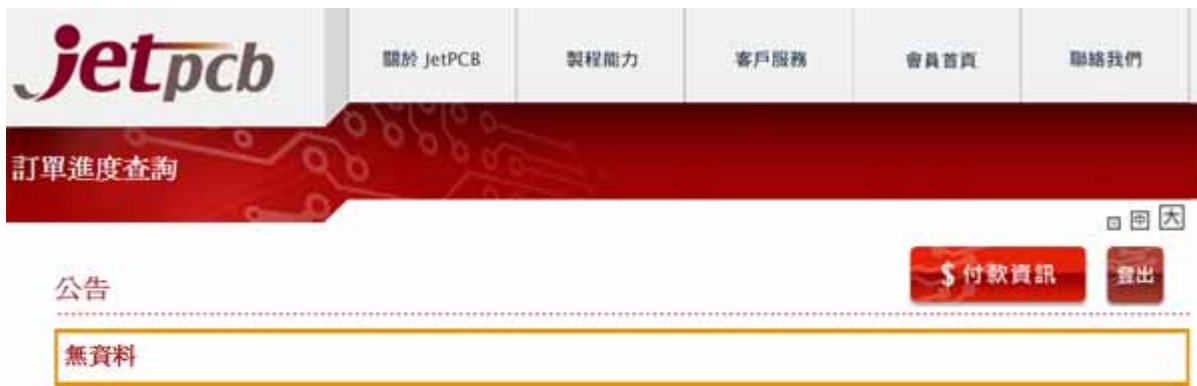 jetpcb
關於 JetPCB 製程能力 客戶服務 會員首頁 聯絡我們
訂單進度查詢
小 中 大
$ 付款資訊 登出
公告
無資料